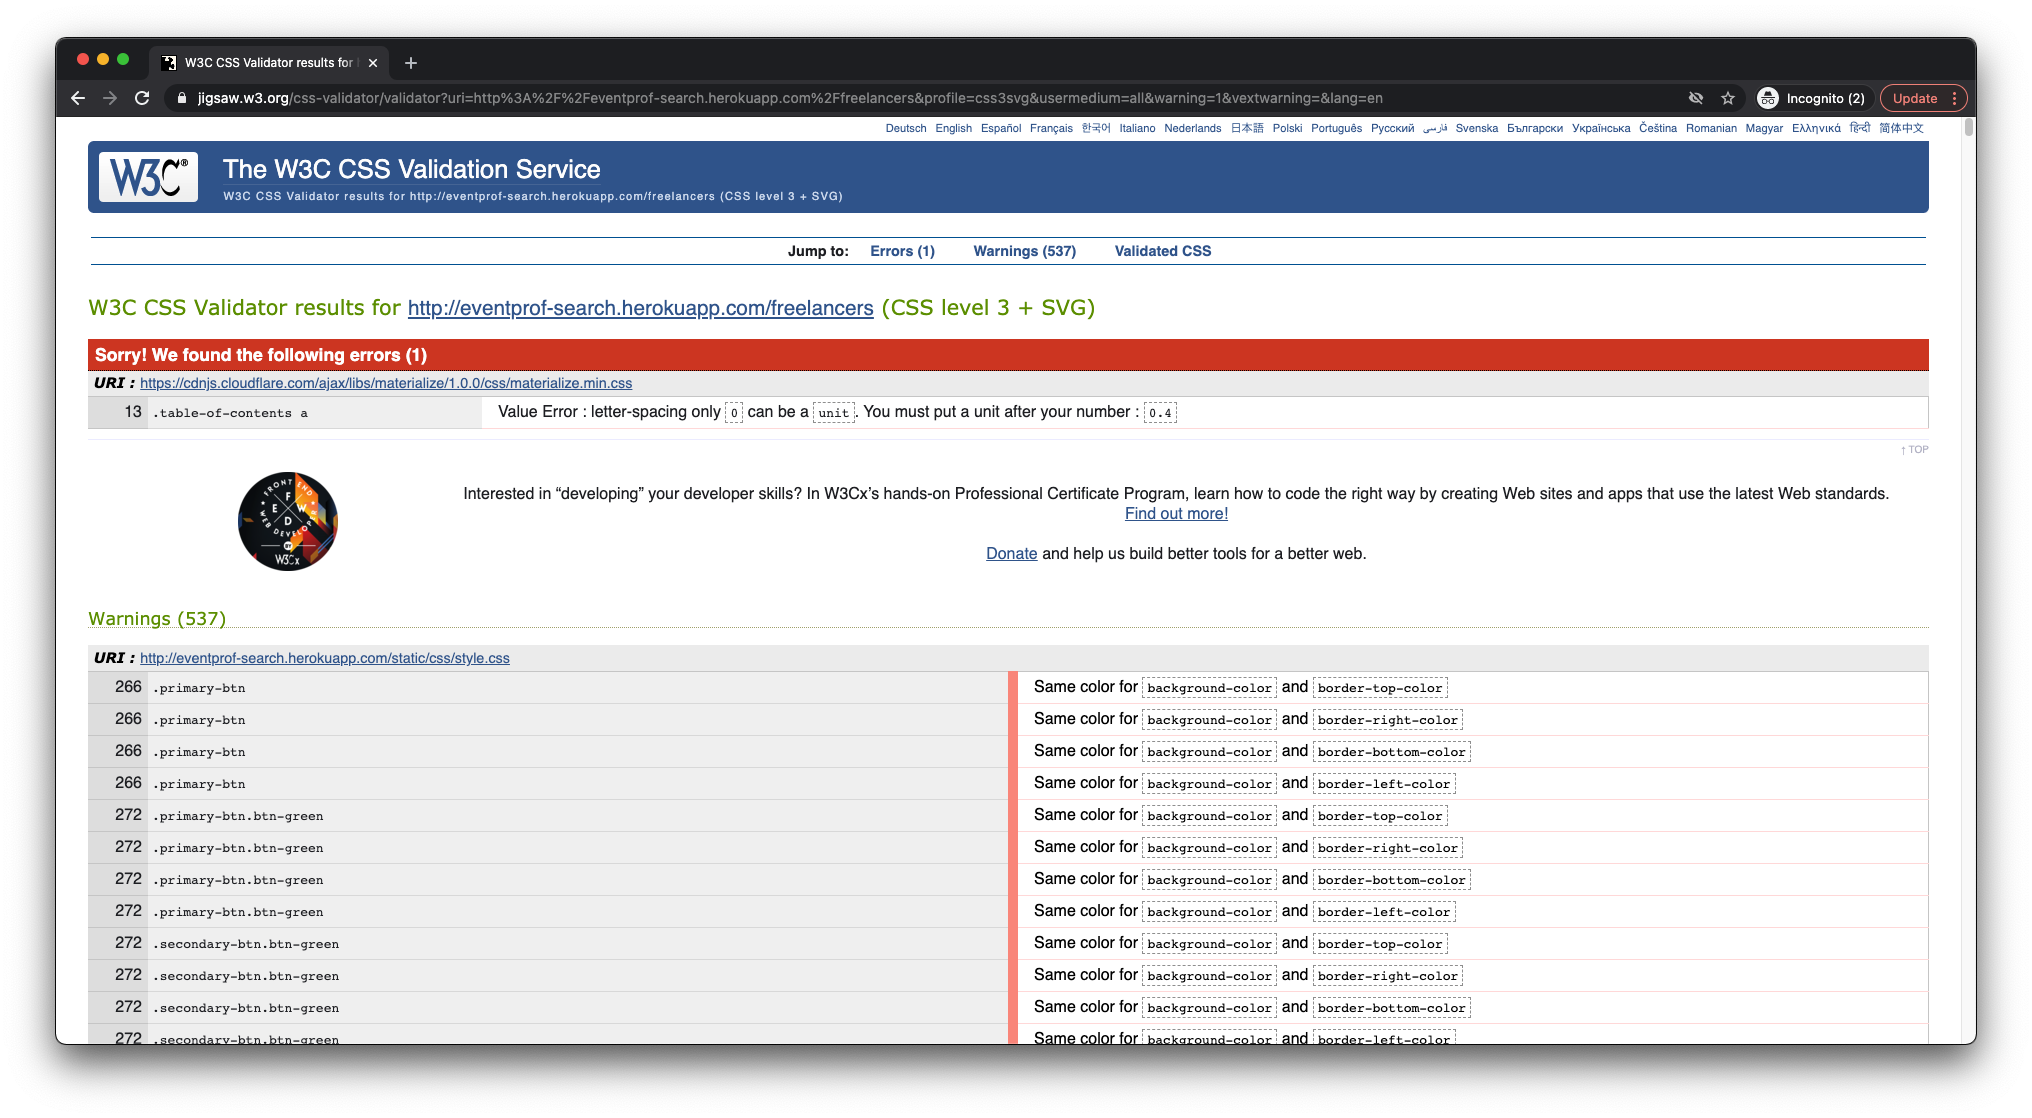 W3C CSS Validator results for
jigsaw.w3.org/css-validator/validator?uri=http%3A%2F%2Feventprof-search.herokuapp.com%2Ffreelancers&profile=css3svg&usermedium=all&warning=1&vextwarning=&lang=en
Incognito (2)
Update
Deutsch English Español Français 한국어 Italiano Nederlands 日本語 Polski Português Русский فارسی Svenska Български Українська Čeština Romanian Magyar Ελληνικά हिन्दी 简体中文
W3C®
The W3C CSS Validation Service
W3C CSS Validator results for http://eventprof-search.herokuapp.com/freelancers (CSS level 3 + SVG)
Jump to: Errors (1) Warnings (537) Validated CSS
W3C CSS Validator results for http://eventprof-search.herokuapp.com/freelancers (CSS level 3 + SVG)
Sorry! We found the following errors (1)
URI : https://cdnjs.cloudflare.com/ajax/libs/materialize/1.0.0/css/materialize.min.css
13 .table-of-contents a Value Error : letter-spacing only 0 can be a unit. You must put a unit after your number : 0.4
↑ TOP
FRONT END
F E W D
WEB DEVELOPER
BY
W3Cx
Interested in “developing” your developer skills? In W3Cx’s hands-on Professional Certificate Program, learn how to code the right way by creating Web sites and apps that use the latest Web standards.
Find out more!
Donate and help us build better tools for a better web.
Warnings (537)
URI : http://eventprof-search.herokuapp.com/static/css/style.css
266 .primary-btn Same color for background-color and border-top-color
266 .primary-btn Same color for background-color and border-right-color
266 .primary-btn Same color for background-color and border-bottom-color
266 .primary-btn Same color for background-color and border-left-color
272 .primary-btn.btn-green Same color for background-color and border-top-color
272 .primary-btn.btn-green Same color for background-color and border-right-color
272 .primary-btn.btn-green Same color for background-color and border-bottom-color
272 .primary-btn.btn-green Same color for background-color and border-left-color
272 .secondary-btn.btn-green Same color for background-color and border-top-color
272 .secondary-btn.btn-green Same color for background-color and border-right-color
272 .secondary-btn.btn-green Same color for background-color and border-bottom-color
272 .secondary-btn.btn-green Same color for background-color and border-left-color